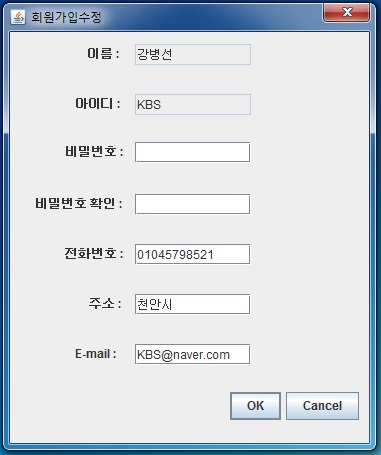 회원가입수정
이름 : 강병선
아이디 : KBS
비밀번호 :
비밀번호 확인 :
전화번호 : 01045798521
주소 : 천안시
E-mail : KBS@naver.com
OK Cancel